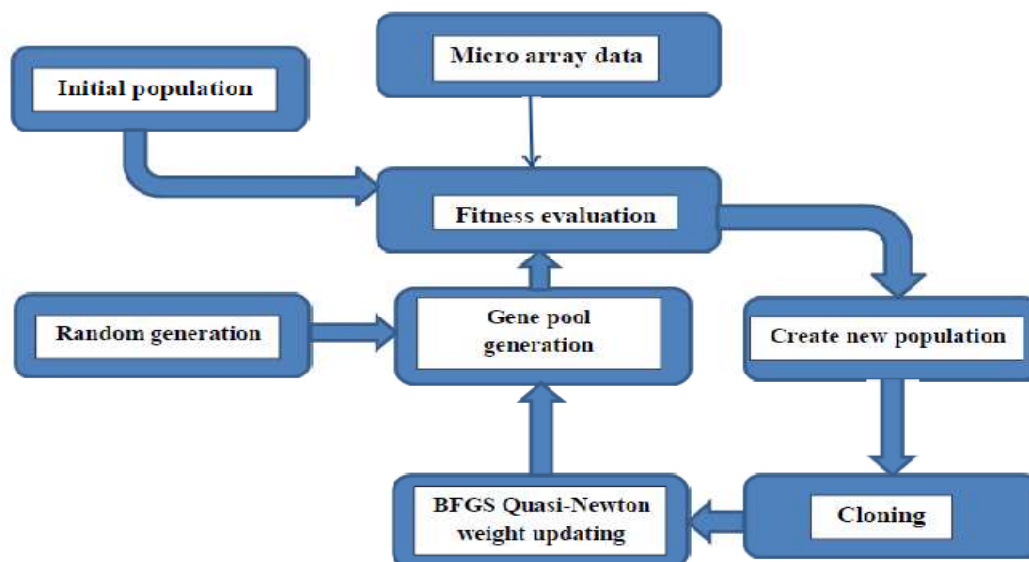 Micro array data
Initial population
Fitness evaluation
Random generation
Gene pool
generation
Create new population
BFGS Quasi-Newton
weight updating
Cloning